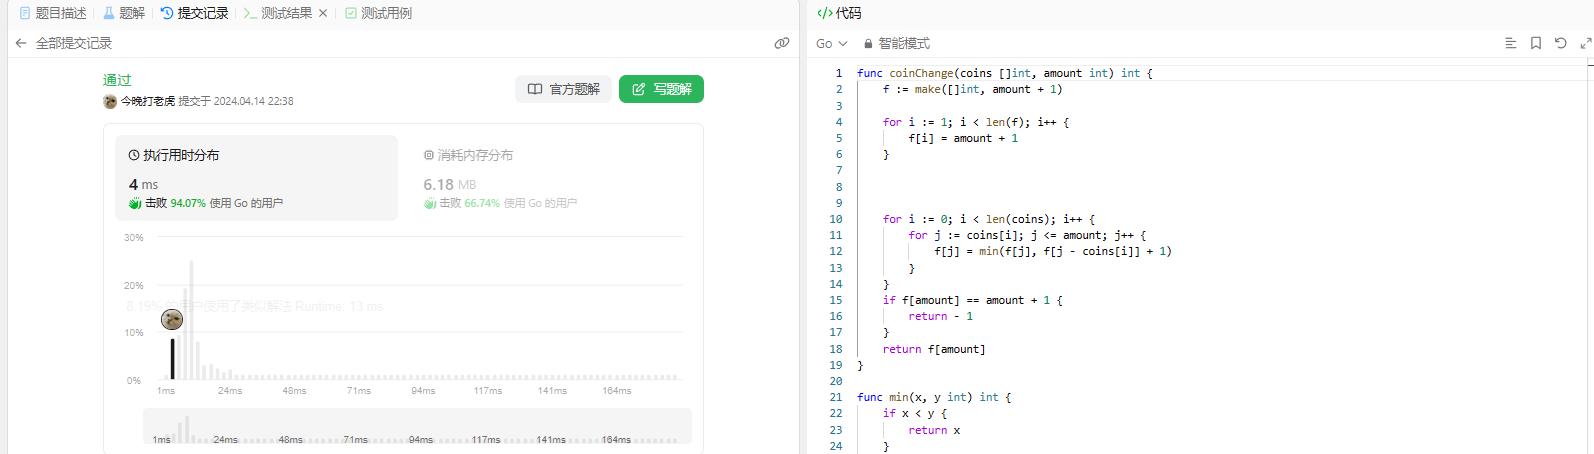 题目描述 题解 提交记录 测试结果 测试用例
全部提交记录
通过
今晚打老虎 提交于 2024.04.14 22:38
官方题解 写题解
执行用时分布
4 ms
击败 94.07% 使用 Go 的用户
消耗内存分布
6.18 MB
击败 66.74% 使用 Go 的用户
30%
20%
8.19% 的用户使用了类似解法 Runtime: 13 ms
10%
0%
1ms 24ms 48ms 71ms 94ms 117ms 141ms 164ms
1ms 24ms 48ms 71ms 94ms 117ms 141ms 164ms
</> 代码
Go 智能模式
1 func coinChange(coins []int, amount int) int {
2 f := make([]int, amount + 1)
3
4 for i := 1; i < len(f); i++ {
5 f[i] = amount + 1
6 }
7
8
9
10 for i := 0; i < len(coins); i++ {
11 for j := coins[i]; j <= amount; j++ {
12 f[j] = min(f[j], f[j - coins[i]] + 1)
13 }
14 }
15 if f[amount] == amount + 1 {
16 return - 1
17 }
18 return f[amount]
19 }
20
21 func min(x, y int) int {
22 if x < y {
23 return x
24 }